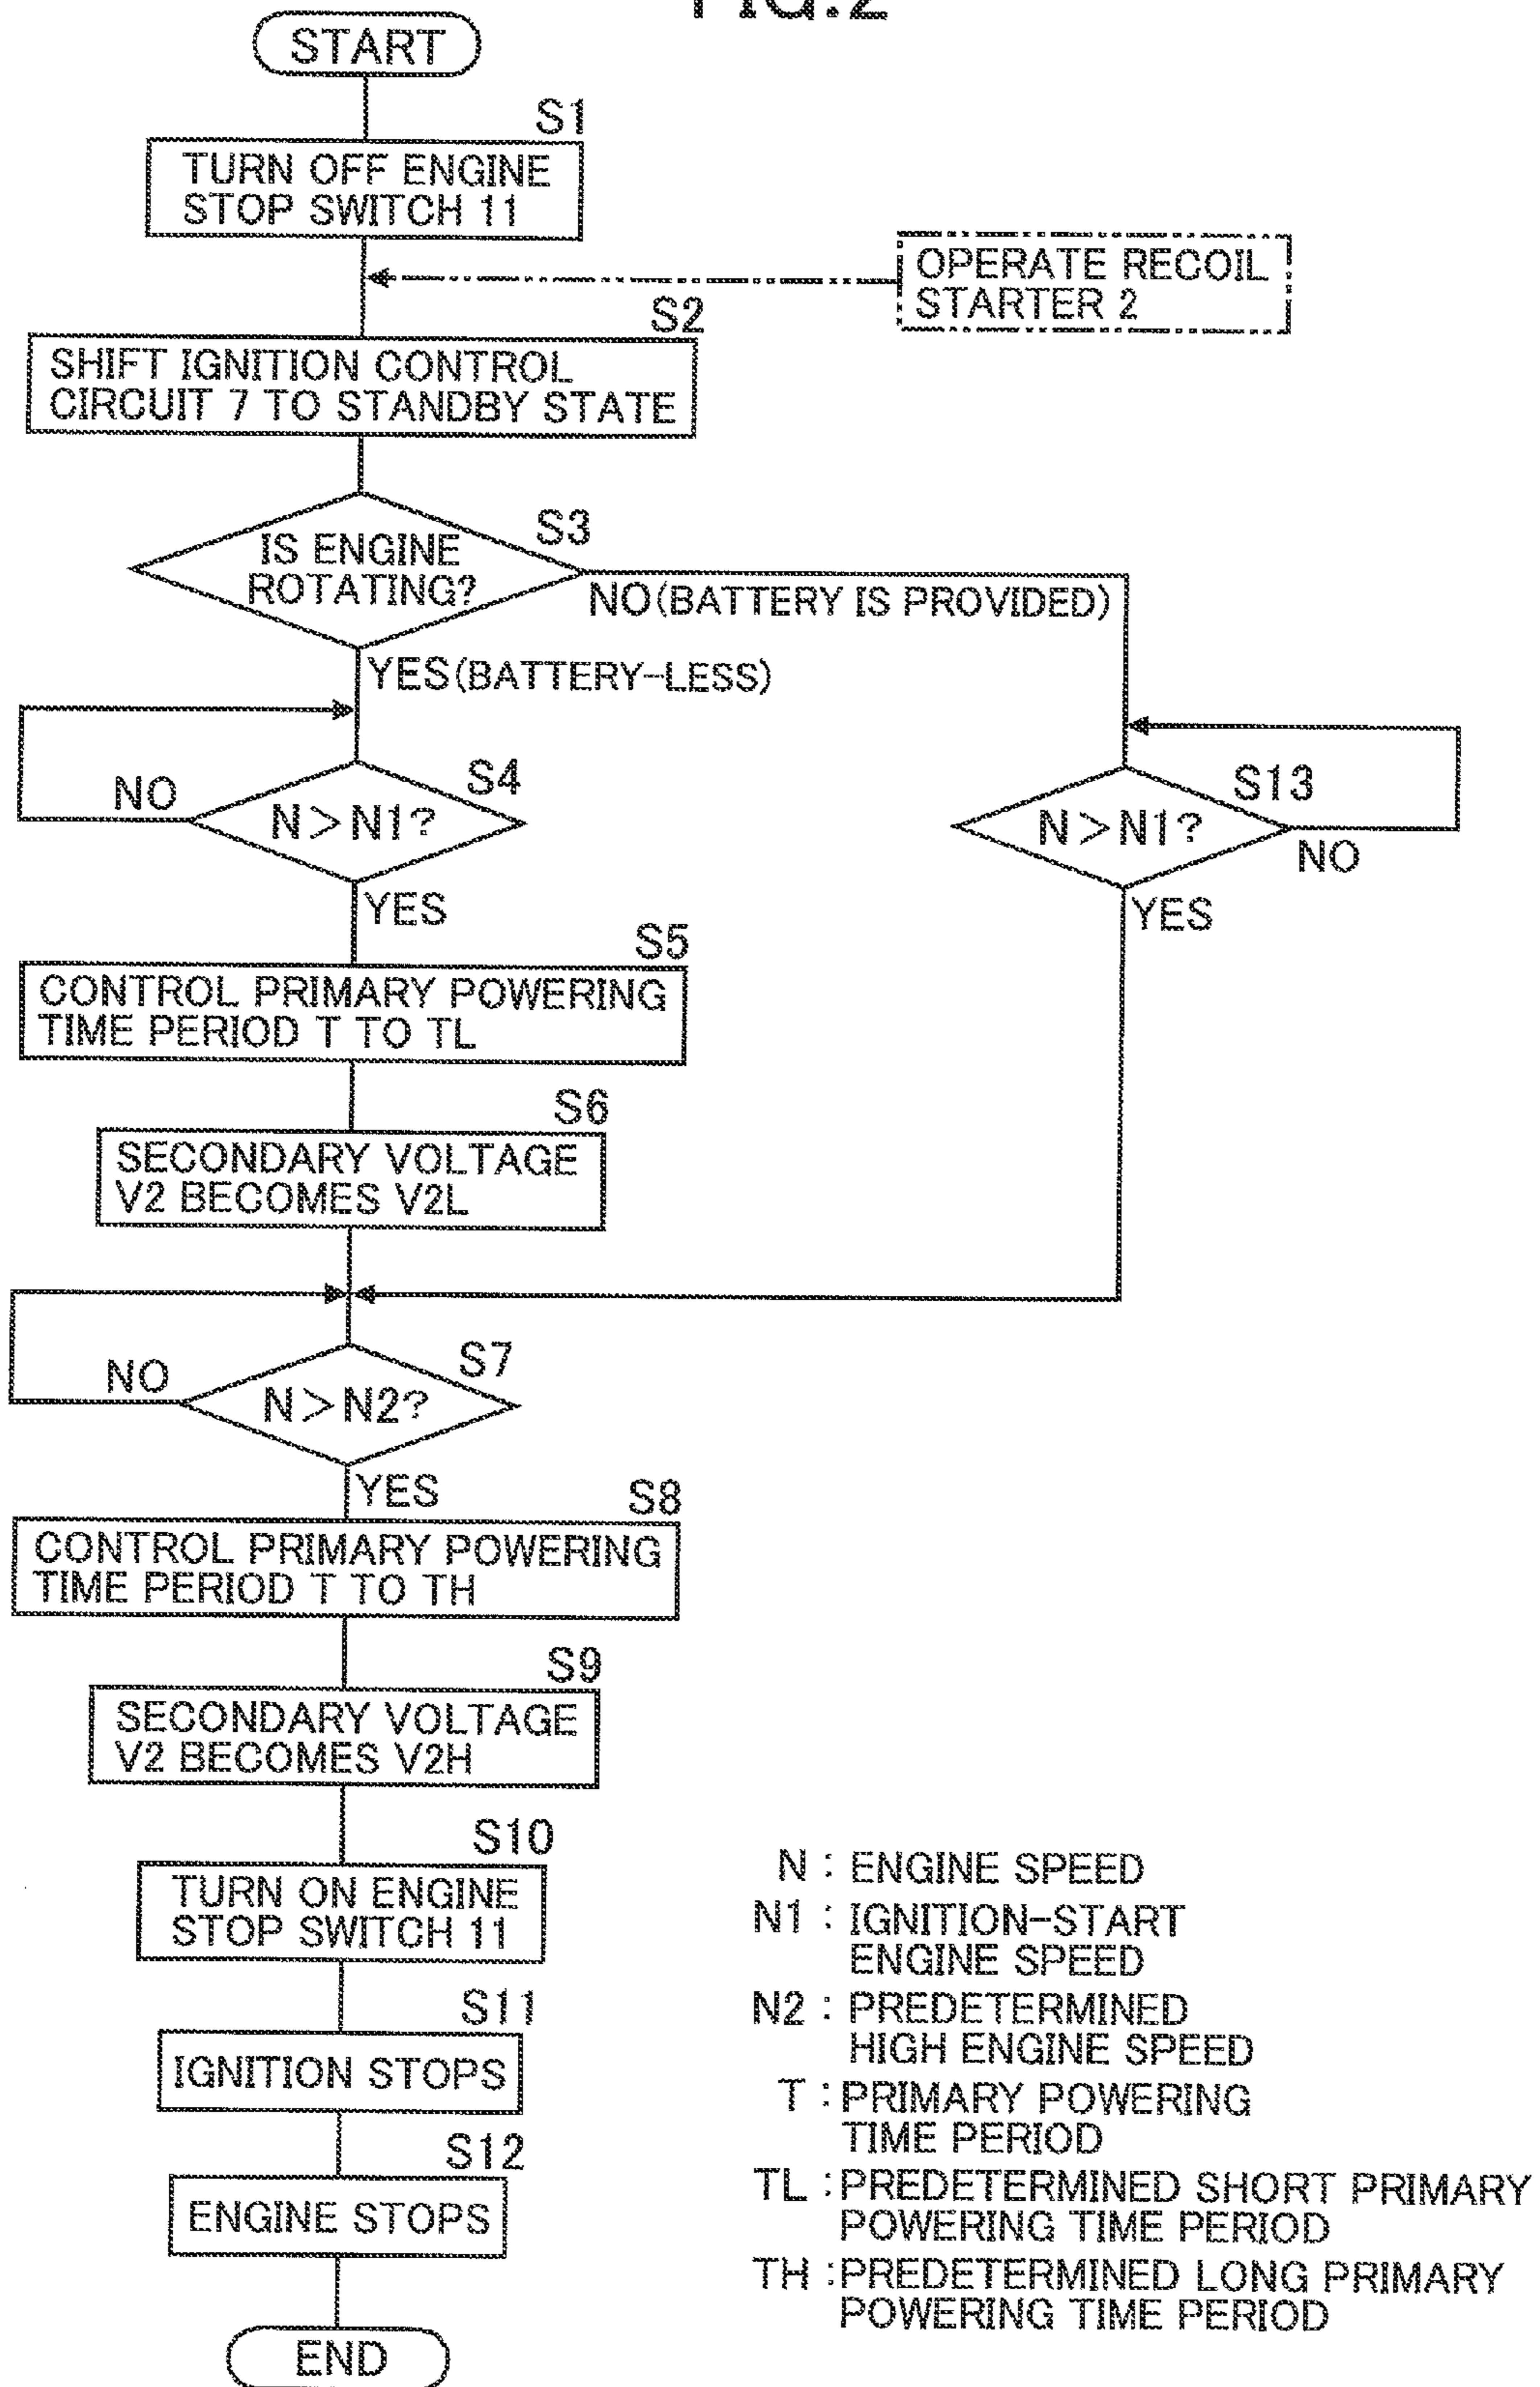 FIG.2
START
S1
TURN OFF ENGINE
STOP SWITCH 11
OPERATE RECOIL
STARTER 2
S2
SHIFT IGNITION CONTROL
CIRCUIT 7 TO STANDBY STATE
S3
IS ENGINE
ROTATING?
NO(BATTERY IS PROVIDED)
YES(BATTERY-LESS)
S4
NO
N>N1?
YES
S13
N>N1?
NO
YES
S5
CONTROL PRIMARY POWERING
TIME PERIOD T TO TL
S6
SECONDARY VOLTAGE
V2 BECOMES V2L
S7
NO
N>N2?
YES
S8
CONTROL PRIMARY POWERING
TIME PERIOD T TO TH
S9
SECONDARY VOLTAGE
V2 BECOMES V2H
S10
TURN ON ENGINE
STOP SWITCH 11
S11
IGNITION STOPS
S12
ENGINE STOPS
END
N : ENGINE SPEED
N1 : IGNITION-START
ENGINE SPEED
N2 : PREDETERMINED
HIGH ENGINE SPEED
T : PRIMARY POWERING
TIME PERIOD
TL : PREDETERMINED SHORT PRIMARY
POWERING TIME PERIOD
TH : PREDETERMINED LONG PRIMARY
POWERING TIME PERIOD